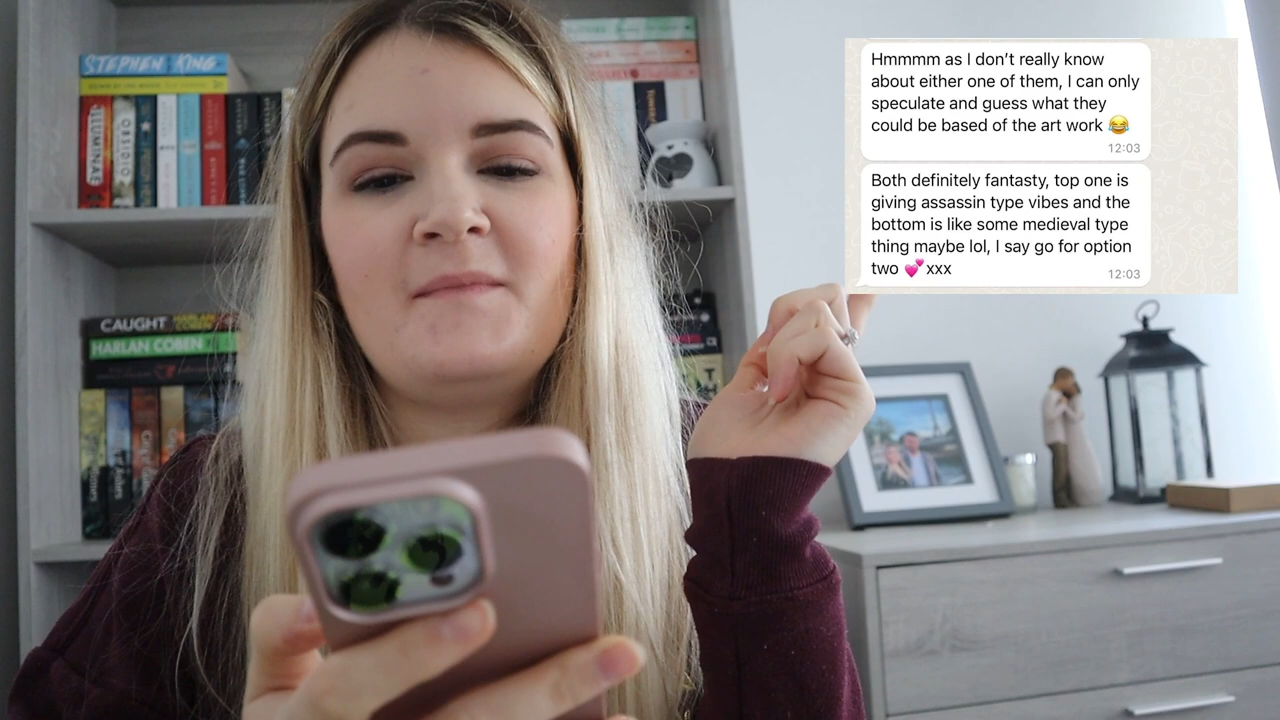 Hmmmm as I don’t really know
about either one of them, I can only
speculate and guess what they
could be based of the art work 😂
12:03
Both definitely fantasty, top one is
giving assassin type vibes and the
bottom is like some medieval type
thing maybe lol, I say go for option
two 💕xxx
12:03
STEPHEN KING
ILLUMINAE
OBSIDIO
CAUGHT HARLAN COBEN
HARLAN COBEN